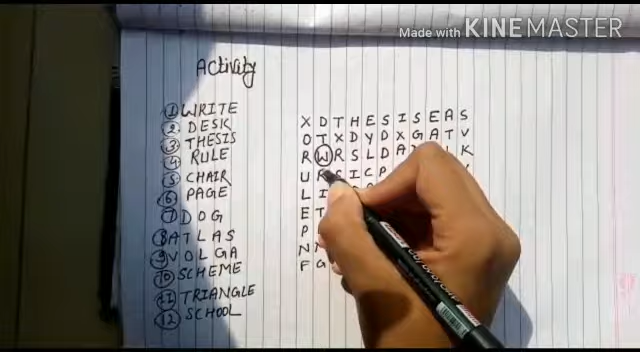 Made with KINEMASTER
Activity
1 WRITE
2 DESK
3 THESIS
4 RULE
5 CHAIR
6 PAGE
7 DOG
8 ATLAS
9 VOLGA
10 SCHEME
11 TRIANGLE
12 SCHOOL
X D T H E S I S E A S
O T X D Y D X G A T V
R W R S L D A K
U R S I C P
L I
E T
P
N
F G